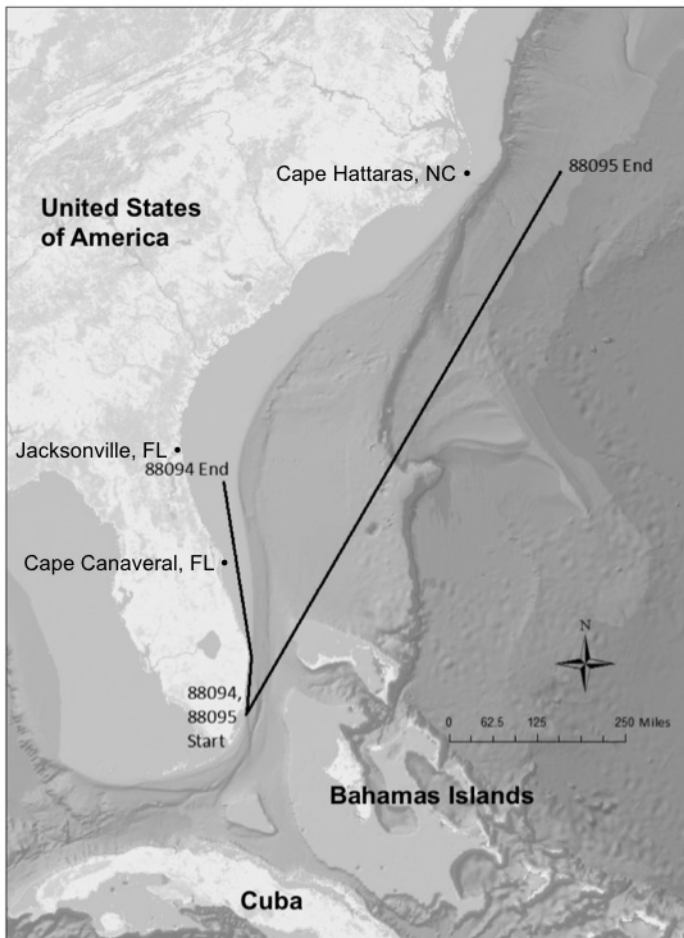 Cape Hattaras, NC
88095 End
United States
of America
Jacksonville, FL
88094 End
Cape Canaveral, FL
N
88094,
88095
Start
0 62.5 125 250 Miles
Bahamas Islands
Cuba